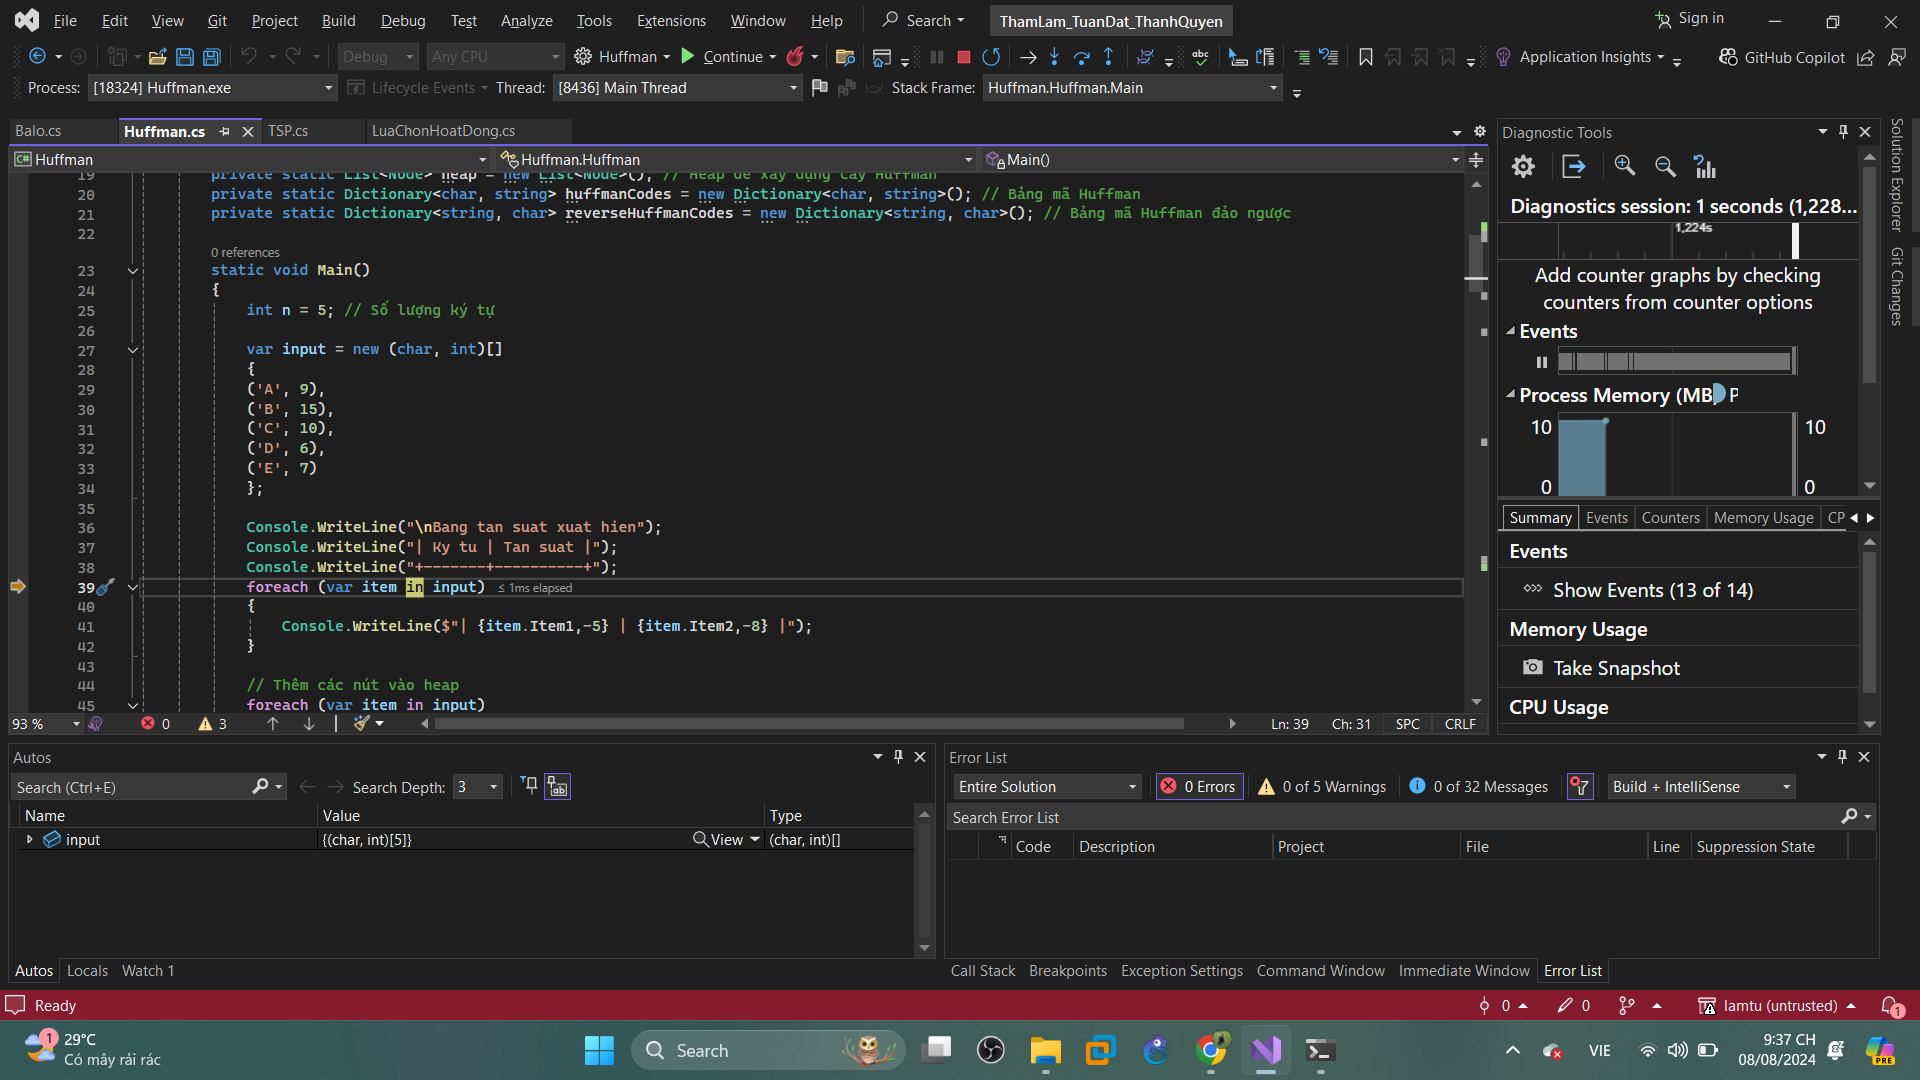 File Edit View Git Project Build Debug Test Analyze Tools Extensions Window Help Search ThamLam_TuanDat_ThanhQuyen Sign in
Debug Any CPU Huffman Continue Application Insights GitHub Copilot
Process: [18324] Huffman.exe Lifecycle Events Thread: [8436] Main Thread Stack Frame: Huffman.Huffman.Main
Balo.cs Huffman.cs TSP.cs LuaChonHoatDong.cs
Huffman Huffman.Huffman Main()
19 private static List<Node> heap = new List<Node>(); // Heap để xây dựng cây Huffman
20 private static Dictionary<char, string> huffmanCodes = new Dictionary<char, string>(); // Bảng mã Huffman
21 private static Dictionary<string, char> reverseHuffmanCodes = new Dictionary<string, char>(); // Bảng mã Huffman đảo ngược
22
0 references
23 static void Main()
24 {
25 int n = 5; // Số lượng ký tự
26
27 var input = new (char, int)[]
28 {
29 ('A', 9),
30 ('B', 15),
31 ('C', 10),
32 ('D', 6),
33 ('E', 7)
34 };
35
36 Console.WriteLine("\nBang tan suat xuat hien");
37 Console.WriteLine("| Ky tu | Tan suat |");
38 Console.WriteLine("+-------+----------+");
39 foreach (var item in input) ≤ 1ms elapsed
40 {
41 Console.WriteLine($"| {item.Item1,-5} | {item.Item2,-8} |");
42 }
43
44 // Thêm các nút vào heap
45 foreach (var item in input)
93 % 0 3 Ln: 39 Ch: 31 SPC CRLF
Diagnostic Tools
Diagnostics session: 1 seconds (1,228...
1,224s
Add counter graphs by checking
counters from counter options
Events
Process Memory (MB) P
10 10
0 0
Summary Events Counters Memory Usage CP
Events
Show Events (13 of 14)
Memory Usage
Take Snapshot
CPU Usage
Solution Explorer
Git Changes
Autos
Search (Ctrl+E) Search Depth: 3
Name Value Type
input {(char, int)[5]} View (char, int)[]
Autos Locals Watch 1
Error List
Entire Solution 0 Errors 0 of 5 Warnings 0 of 32 Messages Build + IntelliSense
Search Error List
Code Description Project File Line Suppression State
Call Stack Breakpoints Exception Settings Command Window Immediate Window Error List
Ready 0 0 lamtu (untrusted) 1
1 29°C
Có mây rải rác
Search
VIE
9:37 CH
08/08/2024
PRE